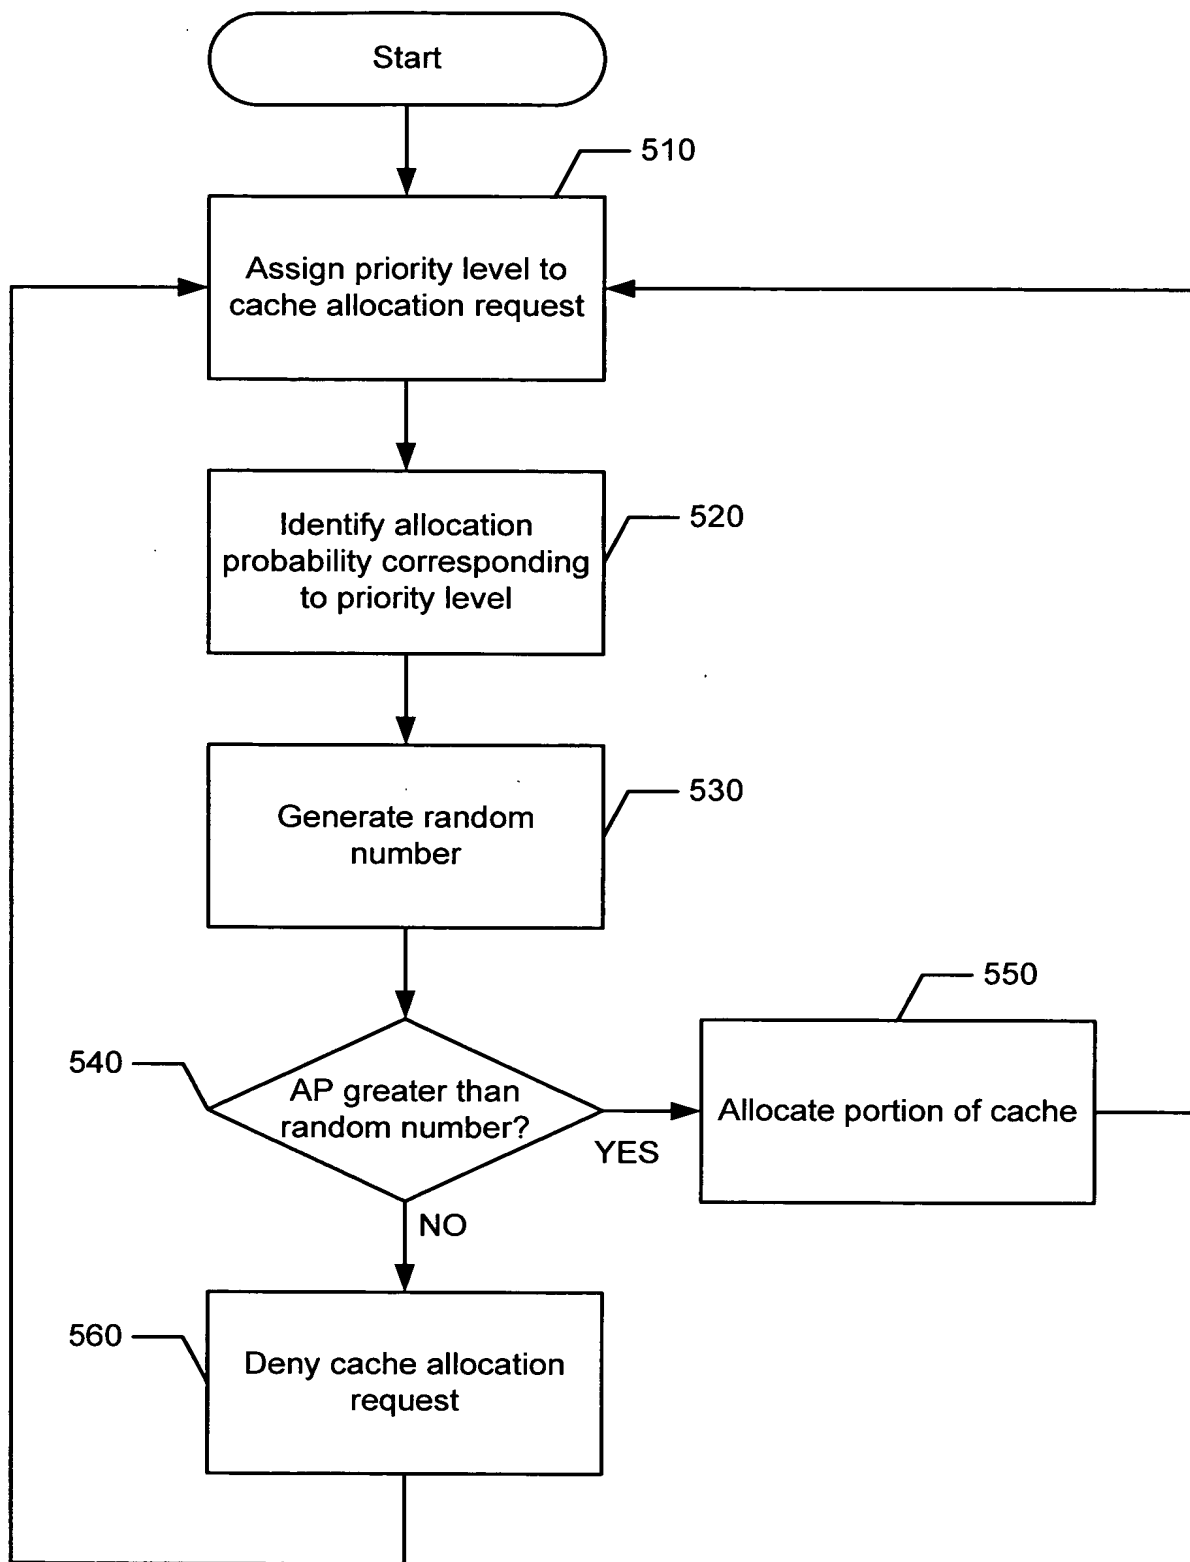 Start
510
Assign priority level to
cache allocation request
520
Identify allocation
probability corresponding
to priority level
530
Generate random
number
540
AP greater than
random number?
YES
550
Allocate portion of cache
NO
560
Deny cache allocation
request